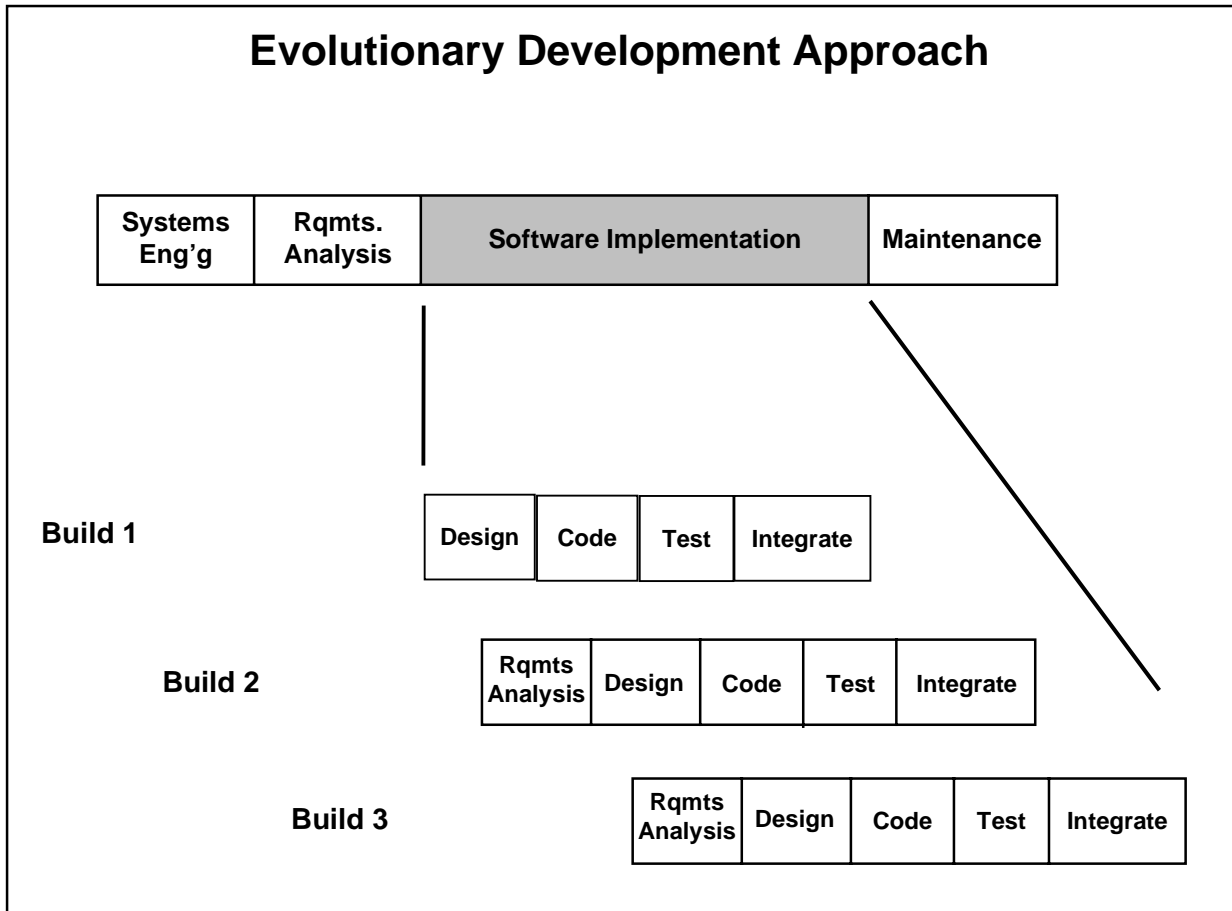 Evolutionary Development Approach
Systems
Eng’g
Rqmts.
Analysis
Software Implementation
Maintenance
Build 1
Design
Code
Test
Integrate
Build 2
Rqmts
Analysis
Design
Code
Test
Integrate
Build 3
Rqmts
Analysis
Design
Code
Test
Integrate